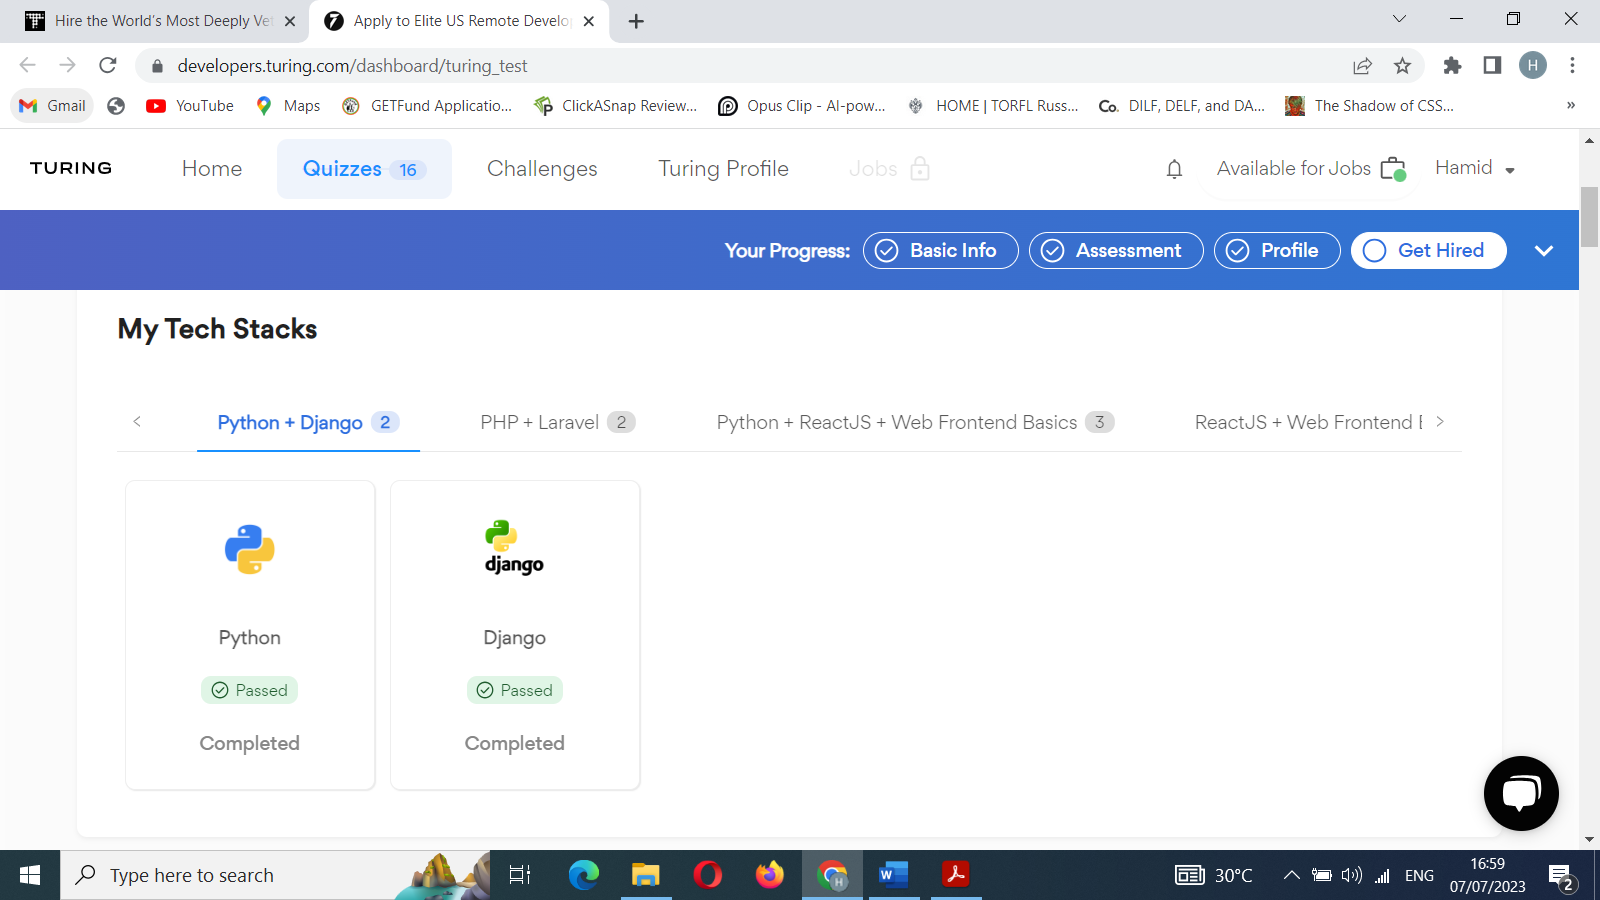 Hire the World's Most Deeply Vet
Apply to Elite US Remote Develo
developers.turing.com/dashboard/turing_test
H
Gmail
YouTube
Maps
GETFund Applicatio...
ClickASnap Review...
Opus Clip - AI-pow...
HOME | TORFL Russ...
Co.
DILF, DELF, and DA...
The Shadow of CSS...
»
TURING
Home
Quizzes 16
Challenges
Turing Profile
Jobs
Available for Jobs
Hamid
Your Progress:
Basic Info
Assessment
Profile
Get Hired
My Tech Stacks
Python + Django 2
PHP + Laravel 2
Python + ReactJS + Web Frontend Basics 3
ReactJS + Web Frontend
django
Python
Django
Passed
Passed
Completed
Completed
Type here to search
H
W
30°C
ENG
16:59
07/07/2023
2